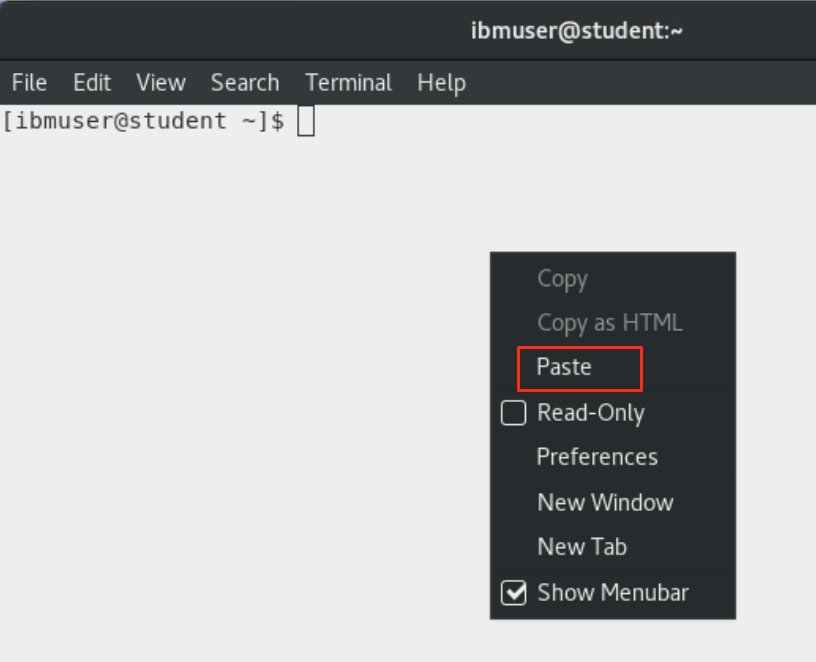 ibmuser@student:~
File Edit View Search Terminal Help
[ibmuser@student ~]$
Copy
Copy as HTML
Paste
Read-Only
Preferences
New Window
New Tab
Show Menubar